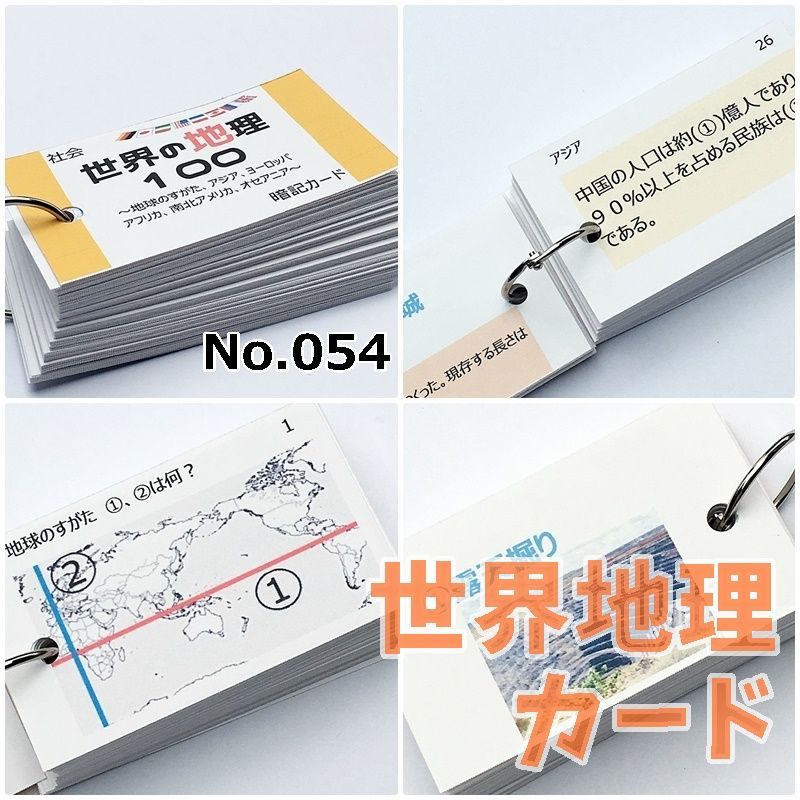 社会
世界の地理
100
～地球のすがた、アジア、ヨーロッパ
アフリカ、南北アメリカ、オセアニア～
暗記カード
No.054
26
アジア
中国の人口は約(①)億人であり
９０％以上を占める民族は(
である。
城
くった。現存する長さは
1
地球のすがた ①、②は何？
②
①
露天掘り
世界地理
カード